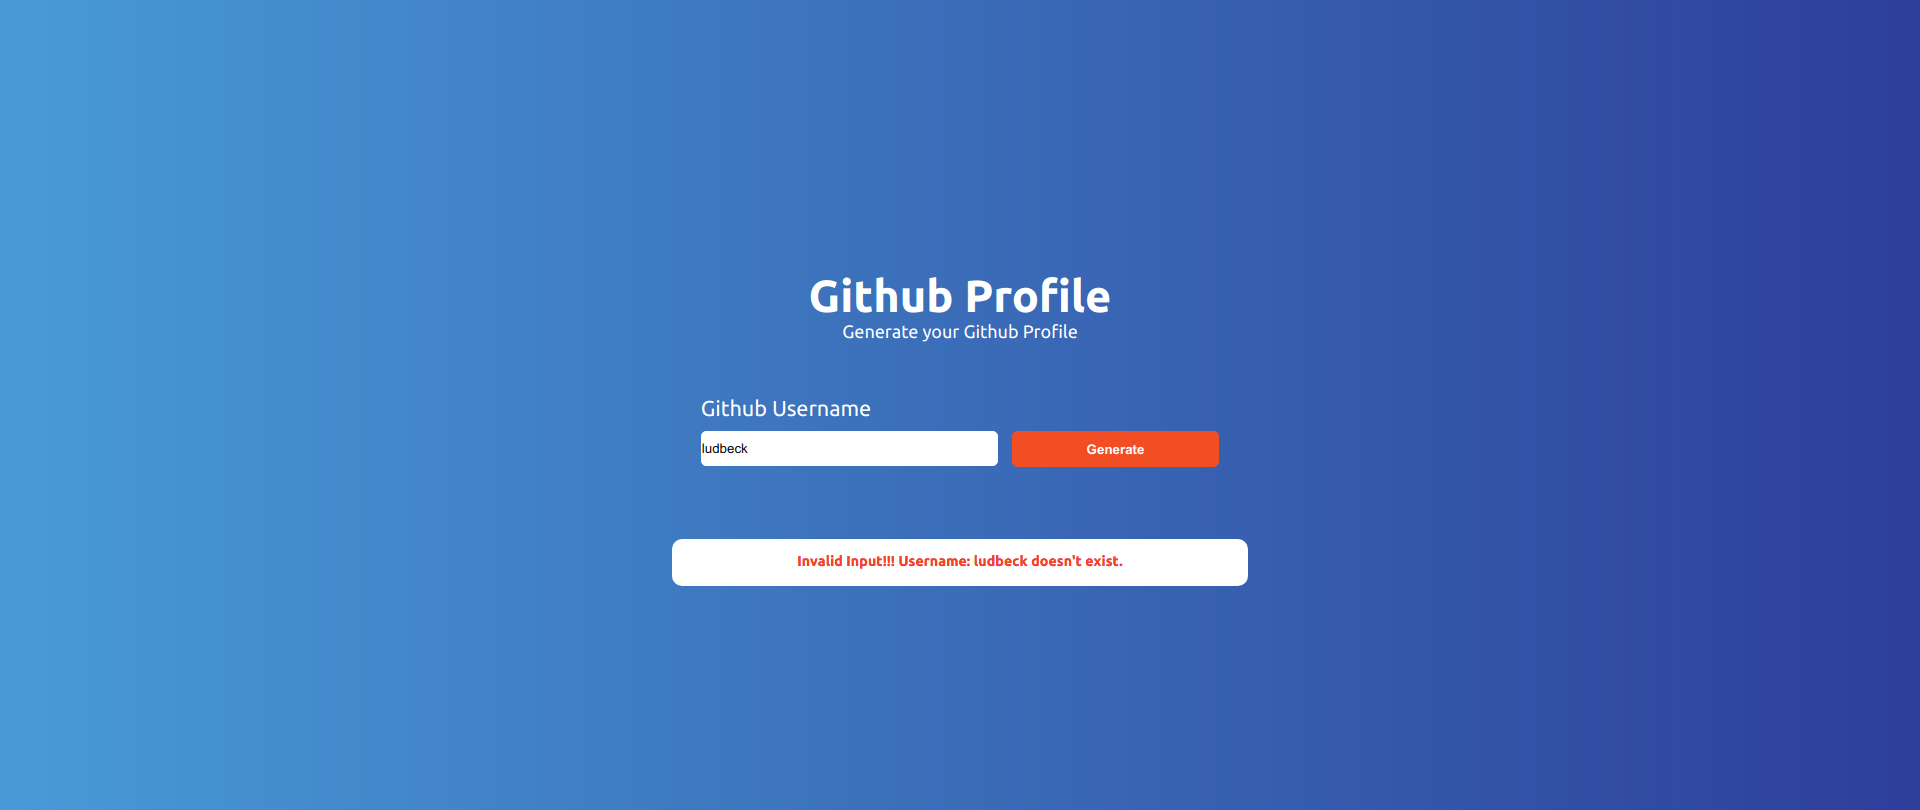 Github Profile
Generate your Github Profile
Github Username
ludbeck
Generate
Invalid Input!!! Username: ludbeck doesn't exist.